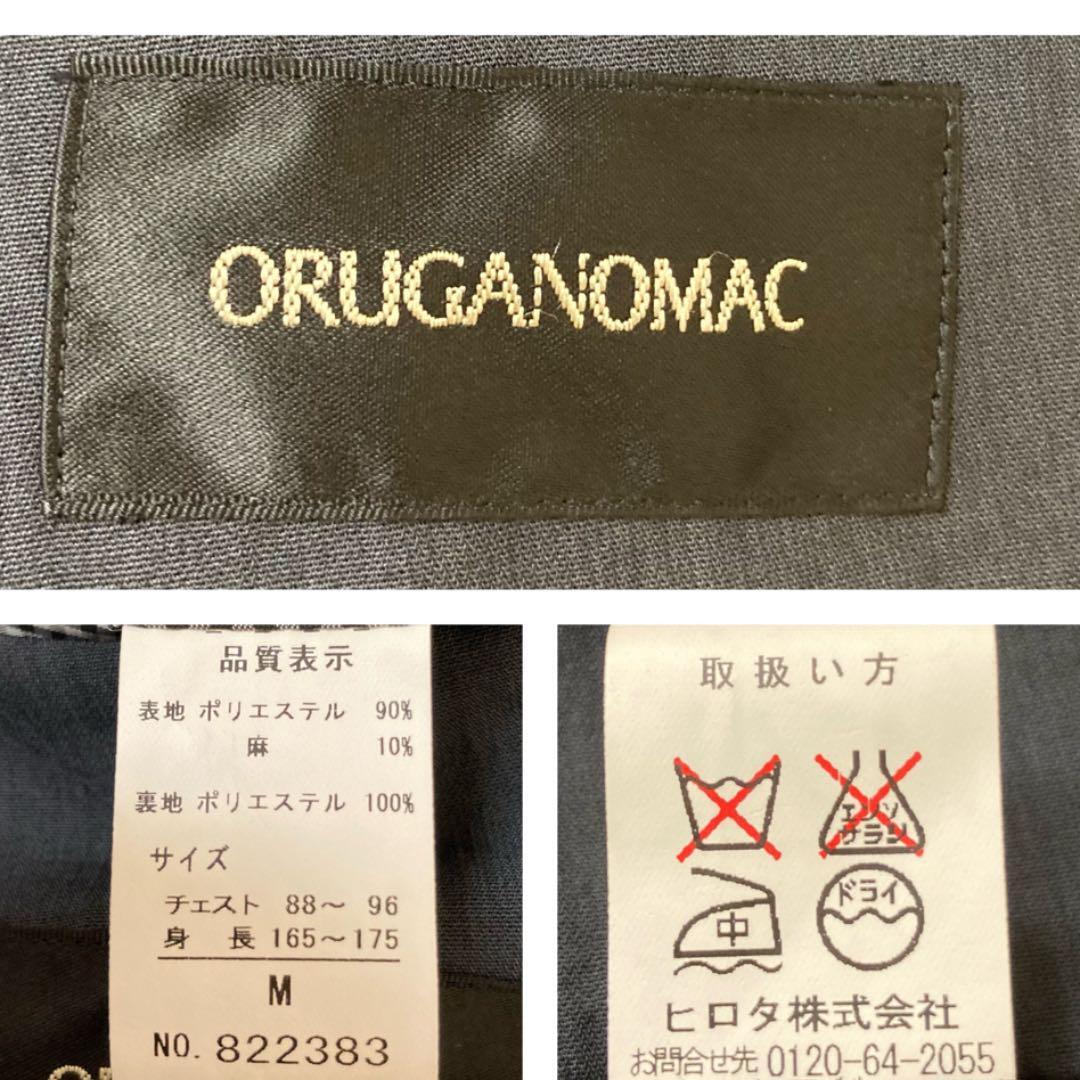 ORUGANOMAC
品質表示
表地 ポリエステル 90%
麻 10%
裏地 ポリエステル 100%
サイズ
チェスト 88〜 96
身 長 165〜175
M
NO. 822383
取扱い方
エンソ
サラシ
中
ドライ
ヒロタ株式会社
お問合せ先 0120-64-2055